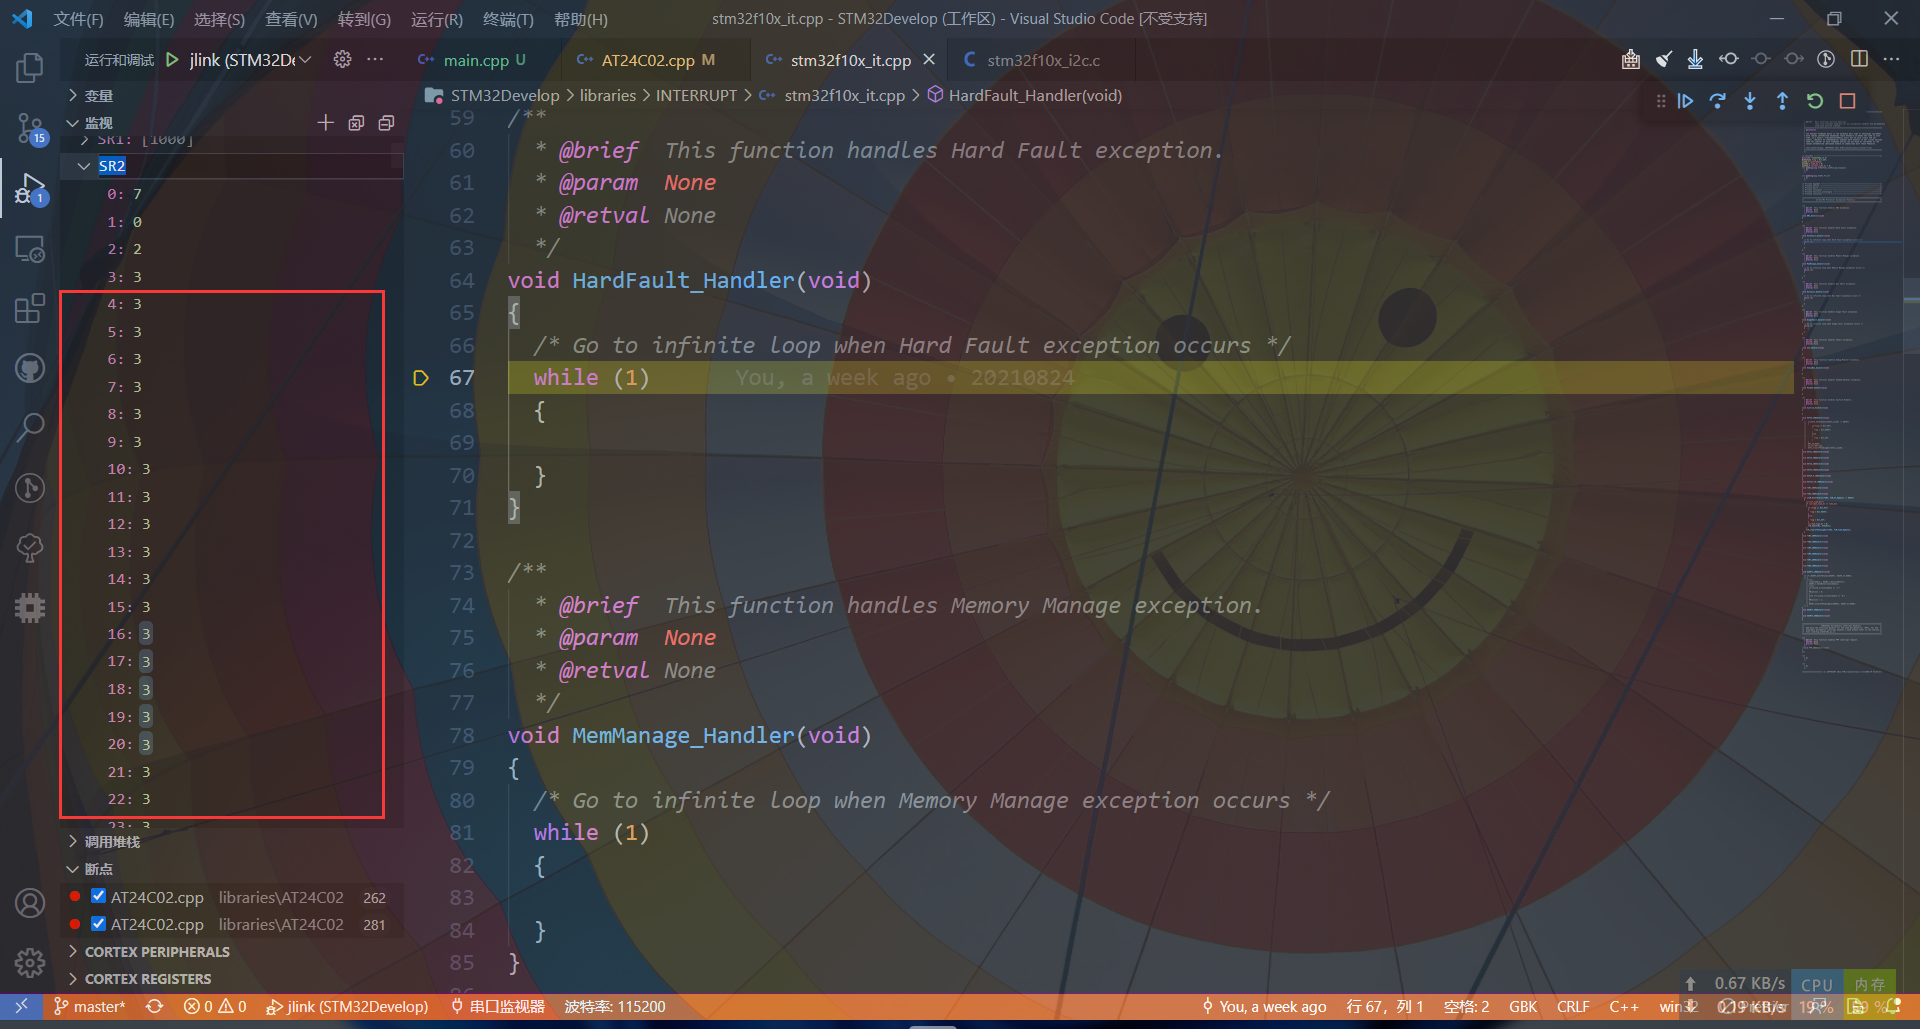 文件(F) 编辑(E) 选择(S) 查看(V) 转到(G) 运行(R) 终端(T) 帮助(H) stm32f10x_it.cpp - STM32Develop (工作区) - Visual Studio Code [不受支持]
运行和调试 jlink (STM32De main.cpp U AT24C02.cpp M stm32f10x_it.cpp stm32f10x_i2c.c
STM32Develop > libraries > INTERRUPT > stm32f10x_it.cpp > HardFault_Handler(void)
变量
监视
SR1: [1000]
SR2
0: 7
1: 0
2: 2
3: 3
4: 3
5: 3
6: 3
7: 3
8: 3
9: 3
10: 3
11: 3
12: 3
13: 3
14: 3
15: 3
16: 3
17: 3
18: 3
19: 3
20: 3
21: 3
22: 3
23: 3
调用堆栈
断点
AT24C02.cpp libraries\AT24C02 262
AT24C02.cpp libraries\AT24C02 281
CORTEX PERIPHERALS
CORTEX REGISTERS
15
1
59 /**
60 * @brief This function handles Hard Fault exception.
61 * @param None
62 * @retval None
63 */
64 void HardFault_Handler(void)
65 {
66 /* Go to infinite loop when Hard Fault exception occurs */
67 while (1) You, a week ago • 20210824
68 {
69
70 }
71 }
72
73 /**
74 * @brief This function handles Memory Manage exception.
75 * @param None
76 * @retval None
77 */
78 void MemManage_Handler(void)
79 {
80 /* Go to infinite loop when Memory Manage exception occurs */
81 while (1)
82 {
83
84 }
85 }
0.67 KB/s CPU 内存
master* 0 0 jlink (STM32Develop) 串口监视器 波特率: 115200 You, a week ago 行 67，列 1 空格: 2 GBK CRLF C++ win32 KB/s 19 %